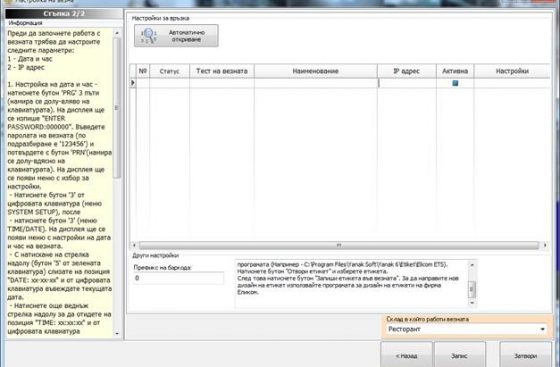 Настройка на везна
Стъпка 2/2
Информация
Преди да започнете работа с
везната трябва да настроите
следните параметри:
1 - Дата и час
2 - IP адрес
1. Настройка на дата и час -
натиснете бутон 'PRG' 3 пъти
(намира се долу-вляво на
клавиатурата). На дисплея ще
се изпише "ENTER
PASSWORD:000000". Въведете
паролата на везната (по
подразбиране е '123456') и
потвърдете с бутон 'PRN'(намира
се долу-вдясно на
клавиатурата). На дисплея ще
се появи меню с избор за
настройки.
- Натиснете бутон '3' от
цифровата клавиатура (меню
SYSTEM SETUP), после
- натиснете бутон '3' (меню
TIME/DATE). На дисплея ще се
появи меню с настройки на дата
и час на везната.
- С натискане на стрелка
надолу (бутон '5' от зелената
клавиатура) слизате на позиция
"DATE: xx-xx-xx" и от цифровата
клавиатура въвеждате текущата
дата.
- Натиснете още веднъж
стрелка надолу за да отидете на
позиция "TIME: xx:xx:xx" и от
цифровата клавиатура
Настройки за връзка
Автоматично
откриване
№ Статус Тест на везната Наименование IP адрес Активна Настройки
Други настройки
Префикс на баркода:
0
програмата (Например - C:\Program Files\Yanak Soft\Yanak 6\Etiket\Elicom ETS).
Натиснете бутон "Отвори етикет" и изберете етикета.
След това натиснете бутон "Запиши етикета във везната". За да направите нов
дизайн на етикет използвайте програмата за дизайн на етикети на фирма
Еликом.
Склад в който работи везната
Ресторант
< Назад
Запис
Затвори